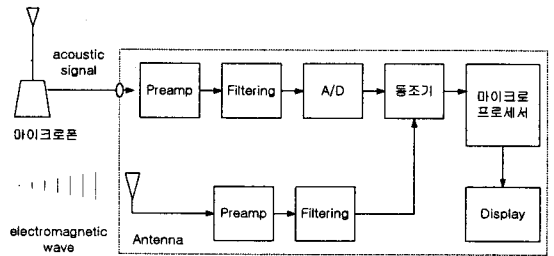 acoustic
signal
마이크로폰
Preamp
Filtering
A/D
동조기
마이크로
프로세서
electromagnetic
wave
Antenna
Preamp
Filtering
Display